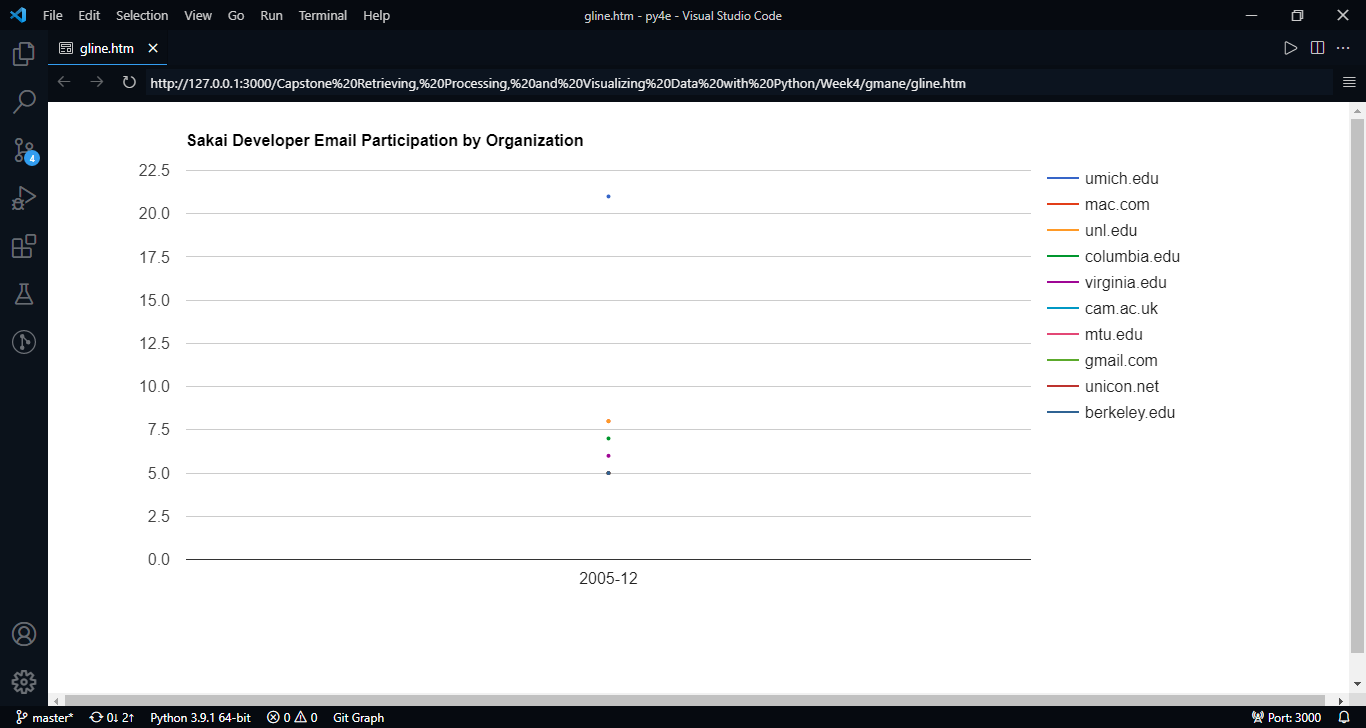 File Edit Selection View Go Run Terminal Help gline.htm - py4e - Visual Studio Code
gline.htm
http://127.0.0.1:3000/Capstone%20Retrieving,%20Processing,%20and%20Visualizing%20Data%20with%20Python/Week4/gmane/gline.htm
Sakai Developer Email Participation by Organization
22.5
20.0
17.5
15.0
12.5
10.0
7.5
5.0
2.5
0.0
2005-12
umich.edu
mac.com
unl.edu
columbia.edu
virginia.edu
cam.ac.uk
mtu.edu
gmail.com
unicon.net
berkeley.edu
4
master* 0↓ 2↑ Python 3.9.1 64-bit 0 0 Git Graph Port: 3000